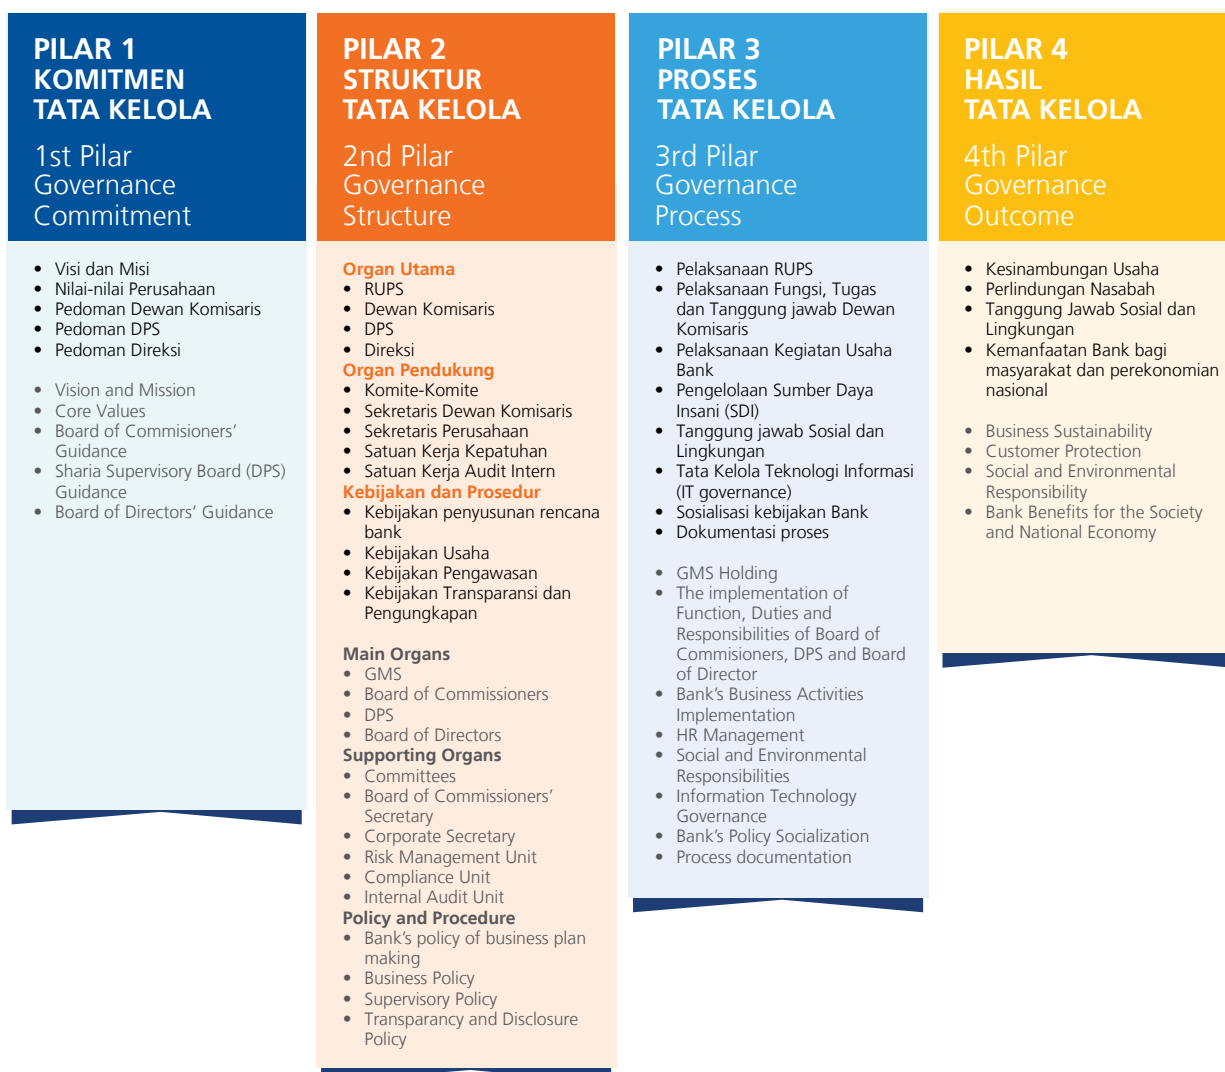 PILAR 1
KOMITMEN
TATA KELOLA
1st Pilar
Governance
Commitment
• Visi dan Misi
• Nilai-nilai Perusahaan
• Pedoman Dewan Komisaris
• Pedoman DPS
• Pedoman Direksi
• Vision and Mission
• Core Values
• Board of Commisioners'
Guidance
• Sharia Supervisory Board (DPS)
Guidance
• Board of Directors' Guidance
PILAR 2
STRUKTUR
TATA KELOLA
2nd Pilar
Governance
Structure
Organ Utama
• RUPS
• Dewan Komisaris
• DPS
• Direksi
Organ Pendukung
• Komite-Komite
• Sekretaris Dewan Komisaris
• Sekretaris Perusahaan
• Satuan Kerja Kepatuhan
• Satuan Kerja Audit Intern
Kebijakan dan Prosedur
• Kebijakan penyusunan rencana
bank
• Kebijakan Usaha
• Kebijakan Pengawasan
• Kebijakan Transparansi dan
Pengungkapan
Main Organs
• GMS
• Board of Commissioners
• DPS
• Board of Directors
Supporting Organs
• Committees
• Board of Commissioners'
Secretary
• Corporate Secretary
• Risk Management Unit
• Compliance Unit
• Internal Audit Unit
Policy and Procedure
• Bank's policy of business plan
making
• Business Policy
• Supervisory Policy
• Transparancy and Disclosure
Policy
PILAR 3
PROSES
TATA KELOLA
3rd Pilar
Governance
Process
• Pelaksanaan RUPS
• Pelaksanaan Fungsi, Tugas
dan Tanggung jawab Dewan
Komisaris
• Pelaksanaan Kegiatan Usaha
Bank
• Pengelolaan Sumber Daya
Insani (SDI)
• Tanggung jawab Sosial dan
Lingkungan
• Tata Kelola Teknologi Informasi
(IT governance)
• Sosialisasi kebijakan Bank
• Dokumentasi proses
• GMS Holding
• The implementation of
Function, Duties and
Responsibilities of Board of
Commisioners, DPS and Board
of Director
• Bank's Business Activities
Implementation
• HR Management
• Social and Environmental
Responsibilities
• Information Technology
Governance
• Bank's Policy Socialization
• Process documentation
PILAR 4
HASIL
TATA KELOLA
4th Pilar
Governance
Outcome
• Kesinambungan Usaha
• Perlindungan Nasabah
• Tanggung Jawab Sosial dan
Lingkungan
• Kemanfaatan Bank bagi
masyarakat dan perekonomian
nasional
• Business Sustainability
• Customer Protection
• Social and Environmental
Responsibility
• Bank Benefits for the Society
and National Economy